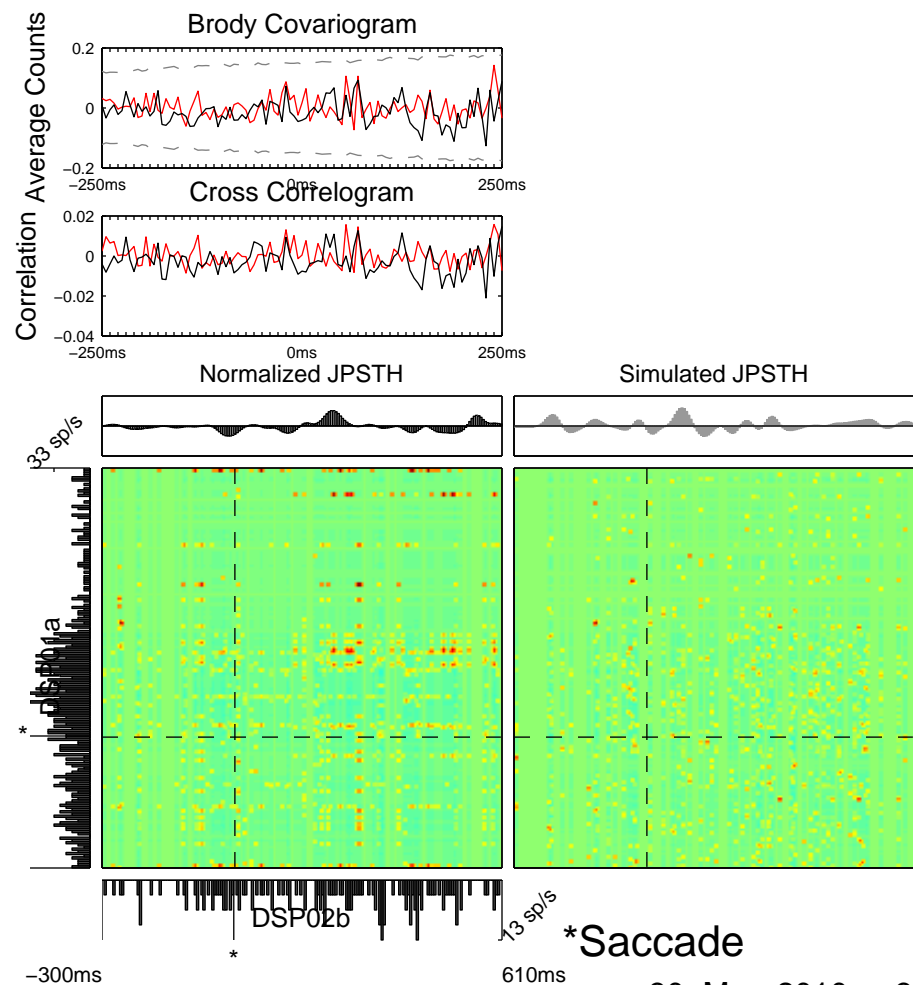 Brody Covariogram
Average Counts
0.2
0
−0.2
−250ms
0ms
250ms
Cross Correlogram
Correlation
0.02
0
−0.02
−0.04
−250ms
0ms
250ms
Normalized JPSTH
Simulated JPSTH
33 sp/s
DSP01a
*
DSP02b
13 sp/s
*
*Saccade
−300ms
610ms